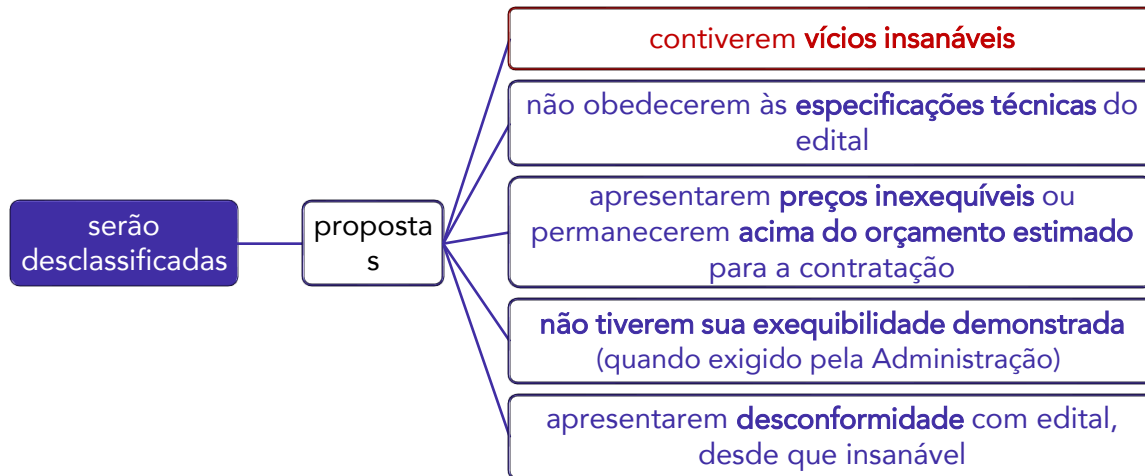 serão
desclassificadas
proposta
s
contiverem vícios insanáveis
não obedecerem às especificações técnicas do
edital
apresentarem preços inexequíveis ou
permanecerem acima do orçamento estimado
para a contratação
não tiverem sua exequibilidade demonstrada
(quando exigido pela Administração)
apresentarem desconformidade com edital,
desde que insanável